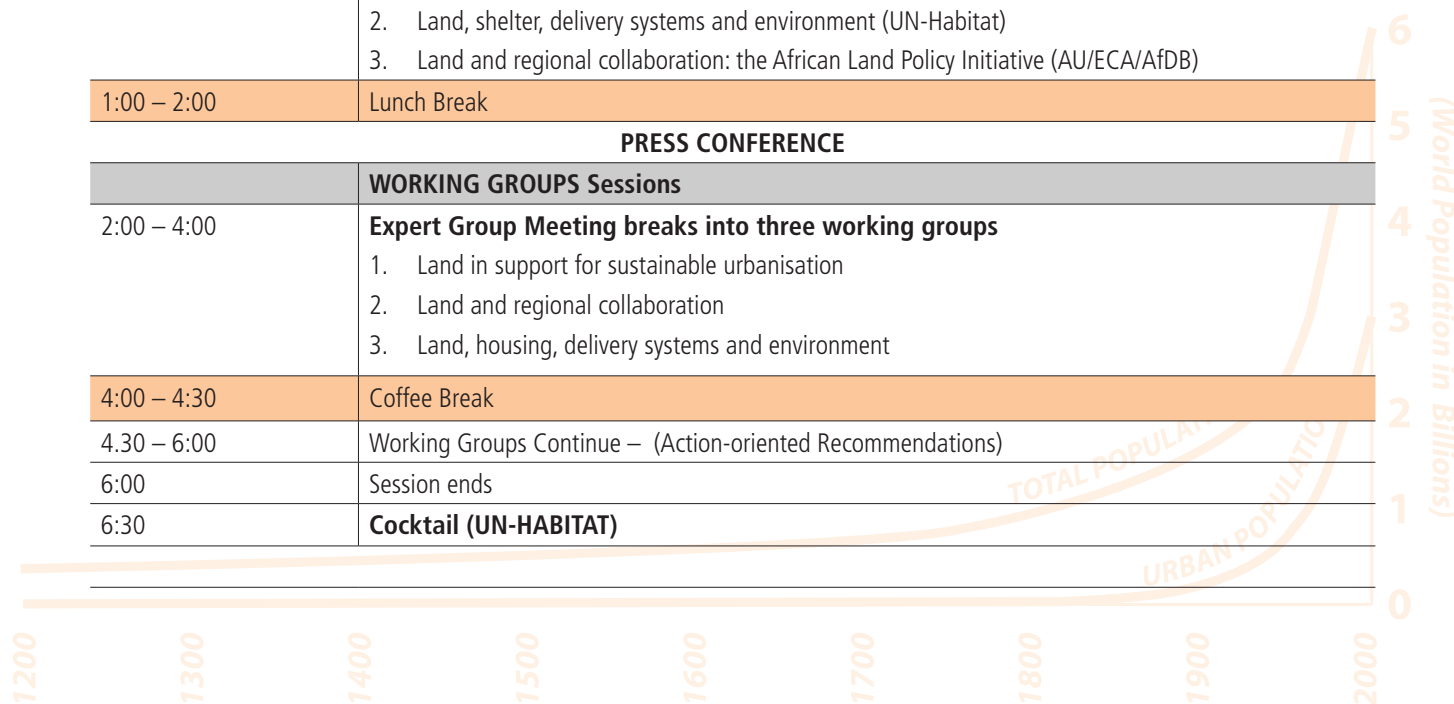 2. Land, shelter, delivery systems and environment (UN-Habitat)
3. Land and regional collaboration: the African Land Policy Initiative (AU/ECA/AfDB)
1:00 – 2:00 Lunch Break
PRESS CONFERENCE
WORKING GROUPS Sessions
2:00 – 4:00 Expert Group Meeting breaks into three working groups
1. Land in support for sustainable urbanisation
2. Land and regional collaboration
3. Land, housing, delivery systems and environment
4:00 – 4:30 Coffee Break
4.30 – 6:00 Working Groups Continue – (Action-oriented Recommendations)
6:00 Session ends
6:30 Cocktail (UN-HABITAT)
TOTAL POPULAT
URBAN POPULATIO
6
5
4
3
2
1
0
(World Population in Billions)
1200
1300
1400
1500
1600
1700
1800
1900
2000